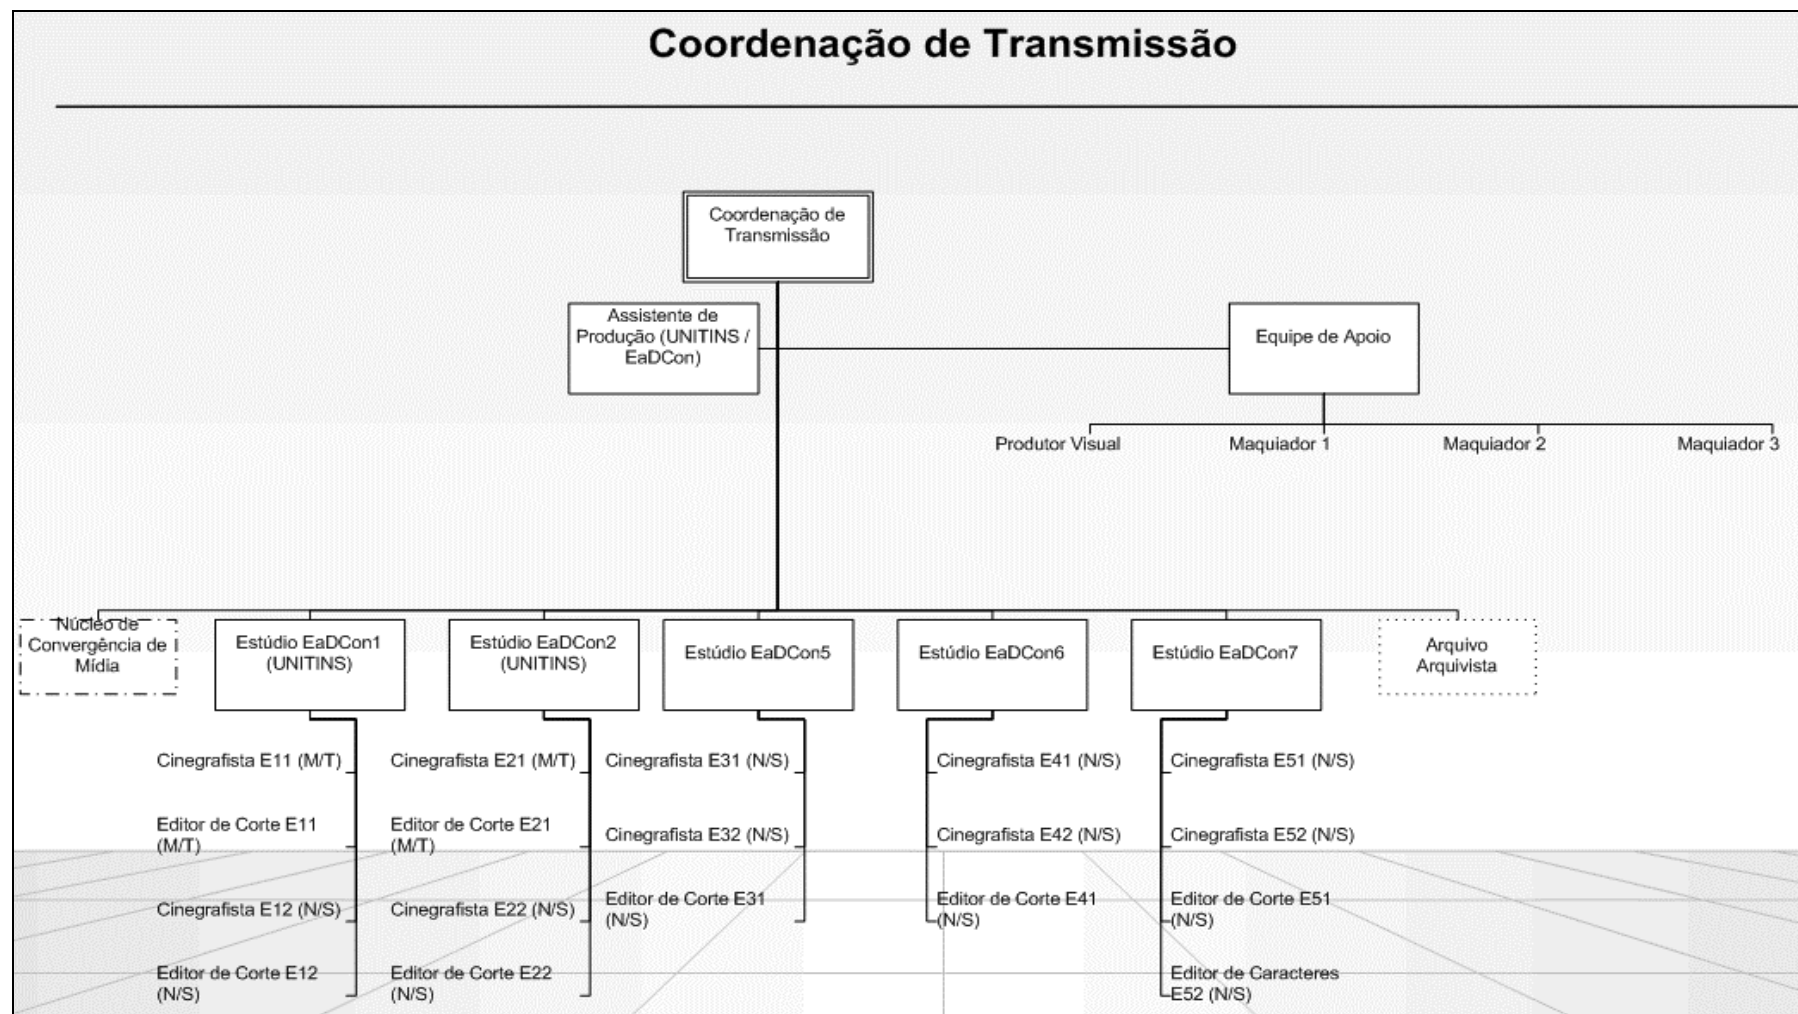 Coordenação de Transmissão
Coordenação de
Transmissão
Assistente de
Produção (UNITINS /
EaDCon)
Equipe de Apoio
Produtor Visual
Maquiador 1
Maquiador 2
Maquiador 3
Núcleo de
Convergência de
Mídia
Estúdio EaDCon1
(UNITINS)
Estúdio EaDCon2
(UNITINS)
Estúdio EaDCon5
Estúdio EaDCon6
Estúdio EaDCon7
Arquivo
Arquivista
Cinegrafista E11 (M/T)
Editor de Corte E11
(M/T)
Cinegrafista E12 (N/S)
Editor de Corte E12
(N/S)
Cinegrafista E21 (M/T)
Editor de Corte E21
(M/T)
Cinegrafista E22 (N/S)
Editor de Corte E22
(N/S)
Cinegrafista E31 (N/S)
Cinegrafista E32 (N/S)
Editor de Corte E31
(N/S)
Cinegrafista E41 (N/S)
Cinegrafista E42 (N/S)
Editor de Corte E41
(N/S)
Cinegrafista E51 (N/S)
Cinegrafista E52 (N/S)
Editor de Corte E51
(N/S)
Editor de Caracteres
E52 (N/S)